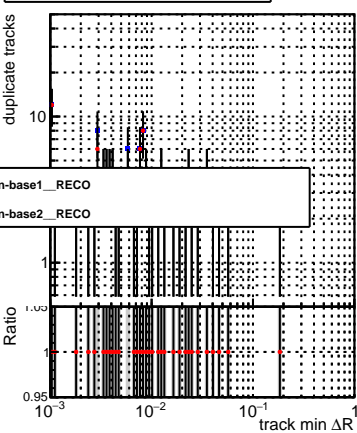 duplicate tracks
10
n-base1__RECO
n-base2__RECO
1
Ratio
1.05
1
0.95
10⁻³
10⁻²
10⁻¹
1
track min ΔR